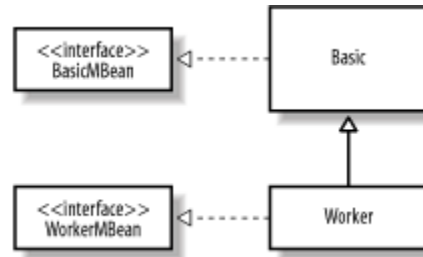 <<interface>>
BasicMBean
Basic
<<interface>>
WorkerMBean
Worker